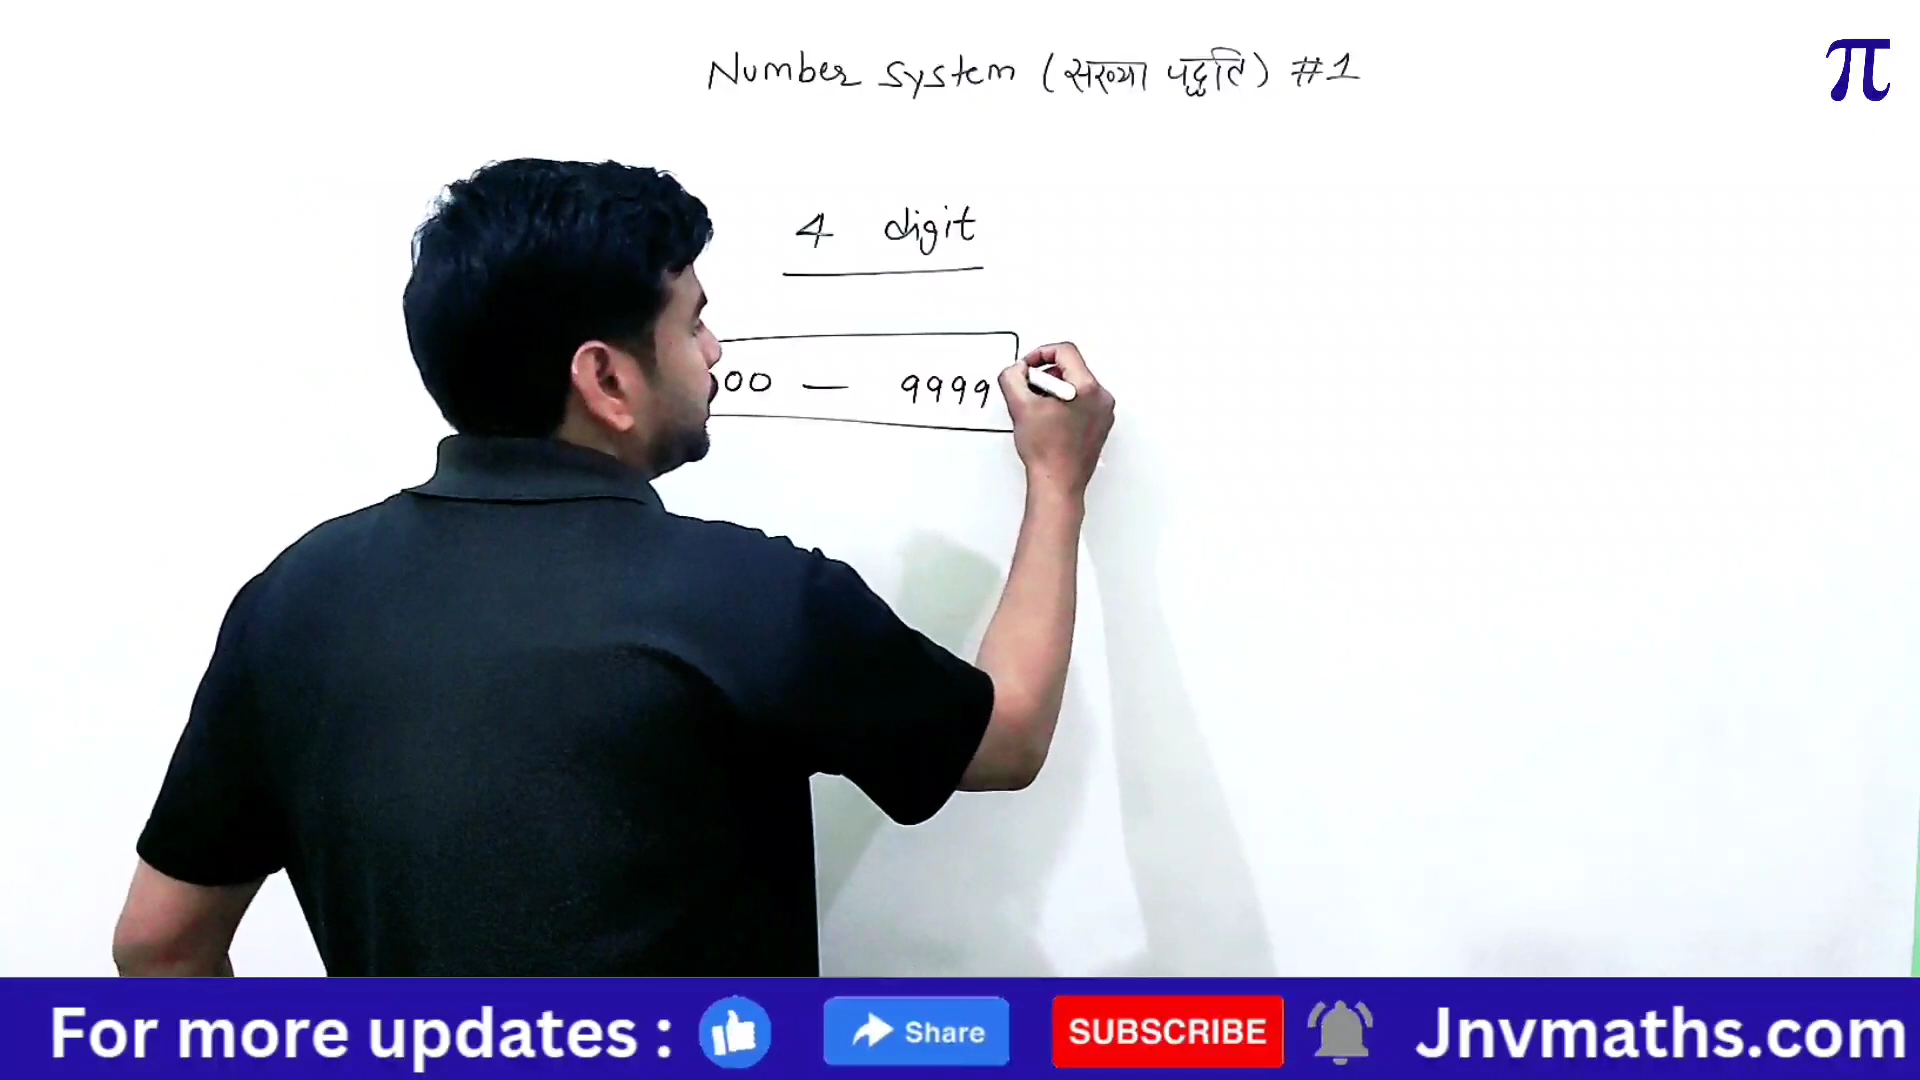 Number system (संख्या पद्धति) #1
π
4 digit
00 — 9999
For more updates :
Share
SUBSCRIBE
Jnvmaths.com